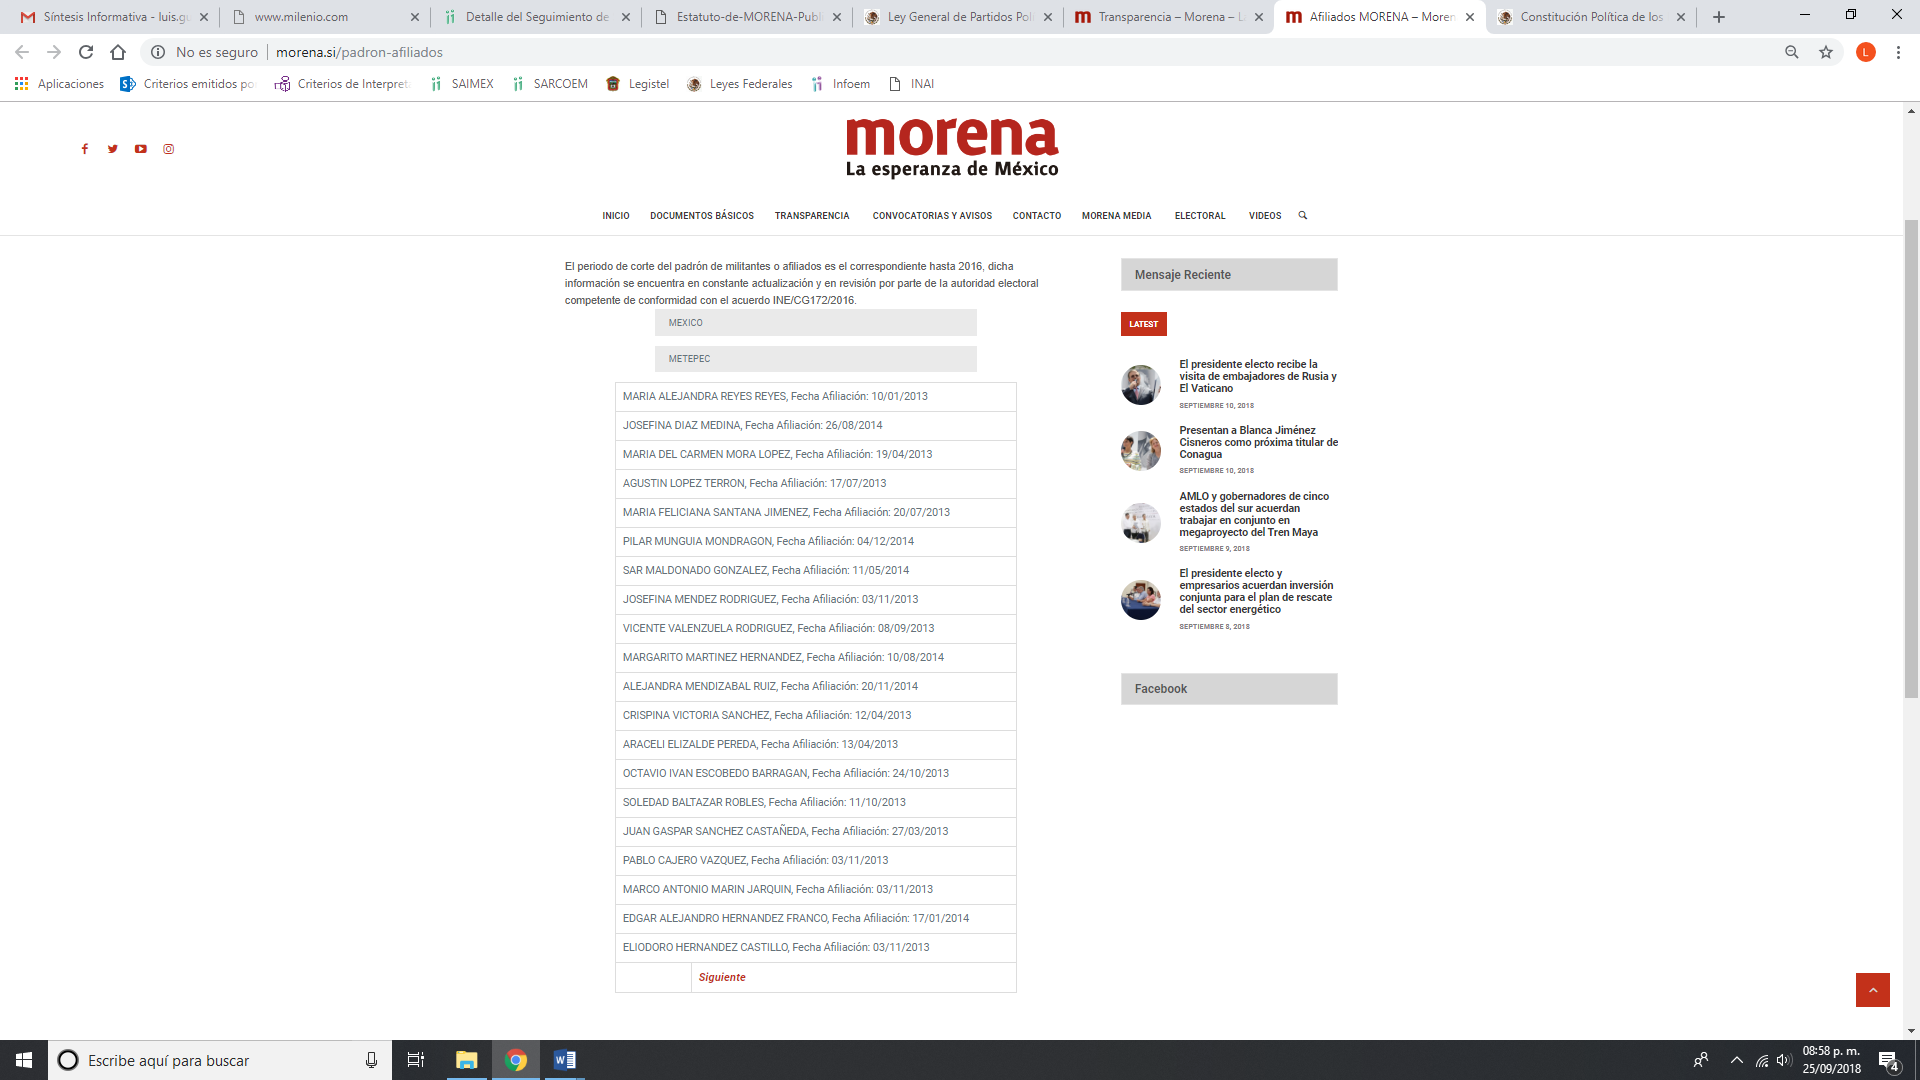 Síntesis Informativa - luis.gu
www.milenio.com
Detalle del Seguimiento de
Estatuto-de-MORENA-Publ
Ley General de Partidos Pol
Transparencia – Morena – L
Afiliados MORENA – Moren
Constitución Política de los
No es seguro | morena.si/padron-afiliados
L
Aplicaciones
Criterios emitidos po
Criterios de Interpreta
SAIMEX
SARCOEM
Legistel
Leyes Federales
Infoem
INAI
morena
La esperanza de México
INICIO
DOCUMENTOS BÁSICOS
TRANSPARENCIA
CONVOCATORIAS Y AVISOS
CONTACTO
MORENA MEDIA
ELECTORAL
VIDEOS
El periodo de corte del padrón de militantes o afiliados es el correspondiente hasta 2016, dicha
información se encuentra en constante actualización y en revisión por parte de la autoridad electoral
competente de conformidad con el acuerdo INE/CG172/2016.
MEXICO
METEPEC
MARIA ALEJANDRA REYES REYES, Fecha Afiliación: 10/01/2013
JOSEFINA DIAZ MEDINA, Fecha Afiliación: 26/08/2014
MARIA DEL CARMEN MORA LOPEZ, Fecha Afiliación: 19/04/2013
AGUSTIN LOPEZ TERRON, Fecha Afiliación: 17/07/2013
MARIA FELICIANA SANTANA JIMENEZ, Fecha Afiliación: 20/07/2013
PILAR MUNGUIA MONDRAGON, Fecha Afiliación: 04/12/2014
SAR MALDONADO GONZALEZ, Fecha Afiliación: 11/05/2014
JOSEFINA MENDEZ RODRIGUEZ, Fecha Afiliación: 03/11/2013
VICENTE VALENZUELA RODRIGUEZ, Fecha Afiliación: 08/09/2013
MARGARITO MARTINEZ HERNANDEZ, Fecha Afiliación: 10/08/2014
ALEJANDRA MENDIZABAL RUIZ, Fecha Afiliación: 20/11/2014
CRISPINA VICTORIA SANCHEZ, Fecha Afiliación: 12/04/2013
ARACELI ELIZALDE PEREDA, Fecha Afiliación: 13/04/2013
OCTAVIO IVAN ESCOBEDO BARRAGAN, Fecha Afiliación: 24/10/2013
SOLEDAD BALTAZAR ROBLES, Fecha Afiliación: 11/10/2013
JUAN GASPAR SANCHEZ CASTAÑEDA, Fecha Afiliación: 27/03/2013
PABLO CAJERO VAZQUEZ, Fecha Afiliación: 03/11/2013
MARCO ANTONIO MARIN JARQUIN, Fecha Afiliación: 03/11/2013
EDGAR ALEJANDRO HERNANDEZ FRANCO, Fecha Afiliación: 17/01/2014
ELIODORO HERNANDEZ CASTILLO, Fecha Afiliación: 03/11/2013
Siguiente
Mensaje Reciente
LATEST
El presidente electo recibe la
visita de embajadores de Rusia y
El Vaticano
SEPTIEMBRE 10, 2018
Presentan a Blanca Jiménez
Cisneros como próxima titular de
Conagua
SEPTIEMBRE 10, 2018
AMLO y gobernadores de cinco
estados del sur acuerdan
trabajar en conjunto en
megaproyecto del Tren Maya
SEPTIEMBRE 9, 2018
El presidente electo y
empresarios acuerdan inversión
conjunta para el plan de rescate
del sector energético
SEPTIEMBRE 8, 2018
Facebook
Escribe aquí para buscar
08:58 p. m.
25/09/2018
4